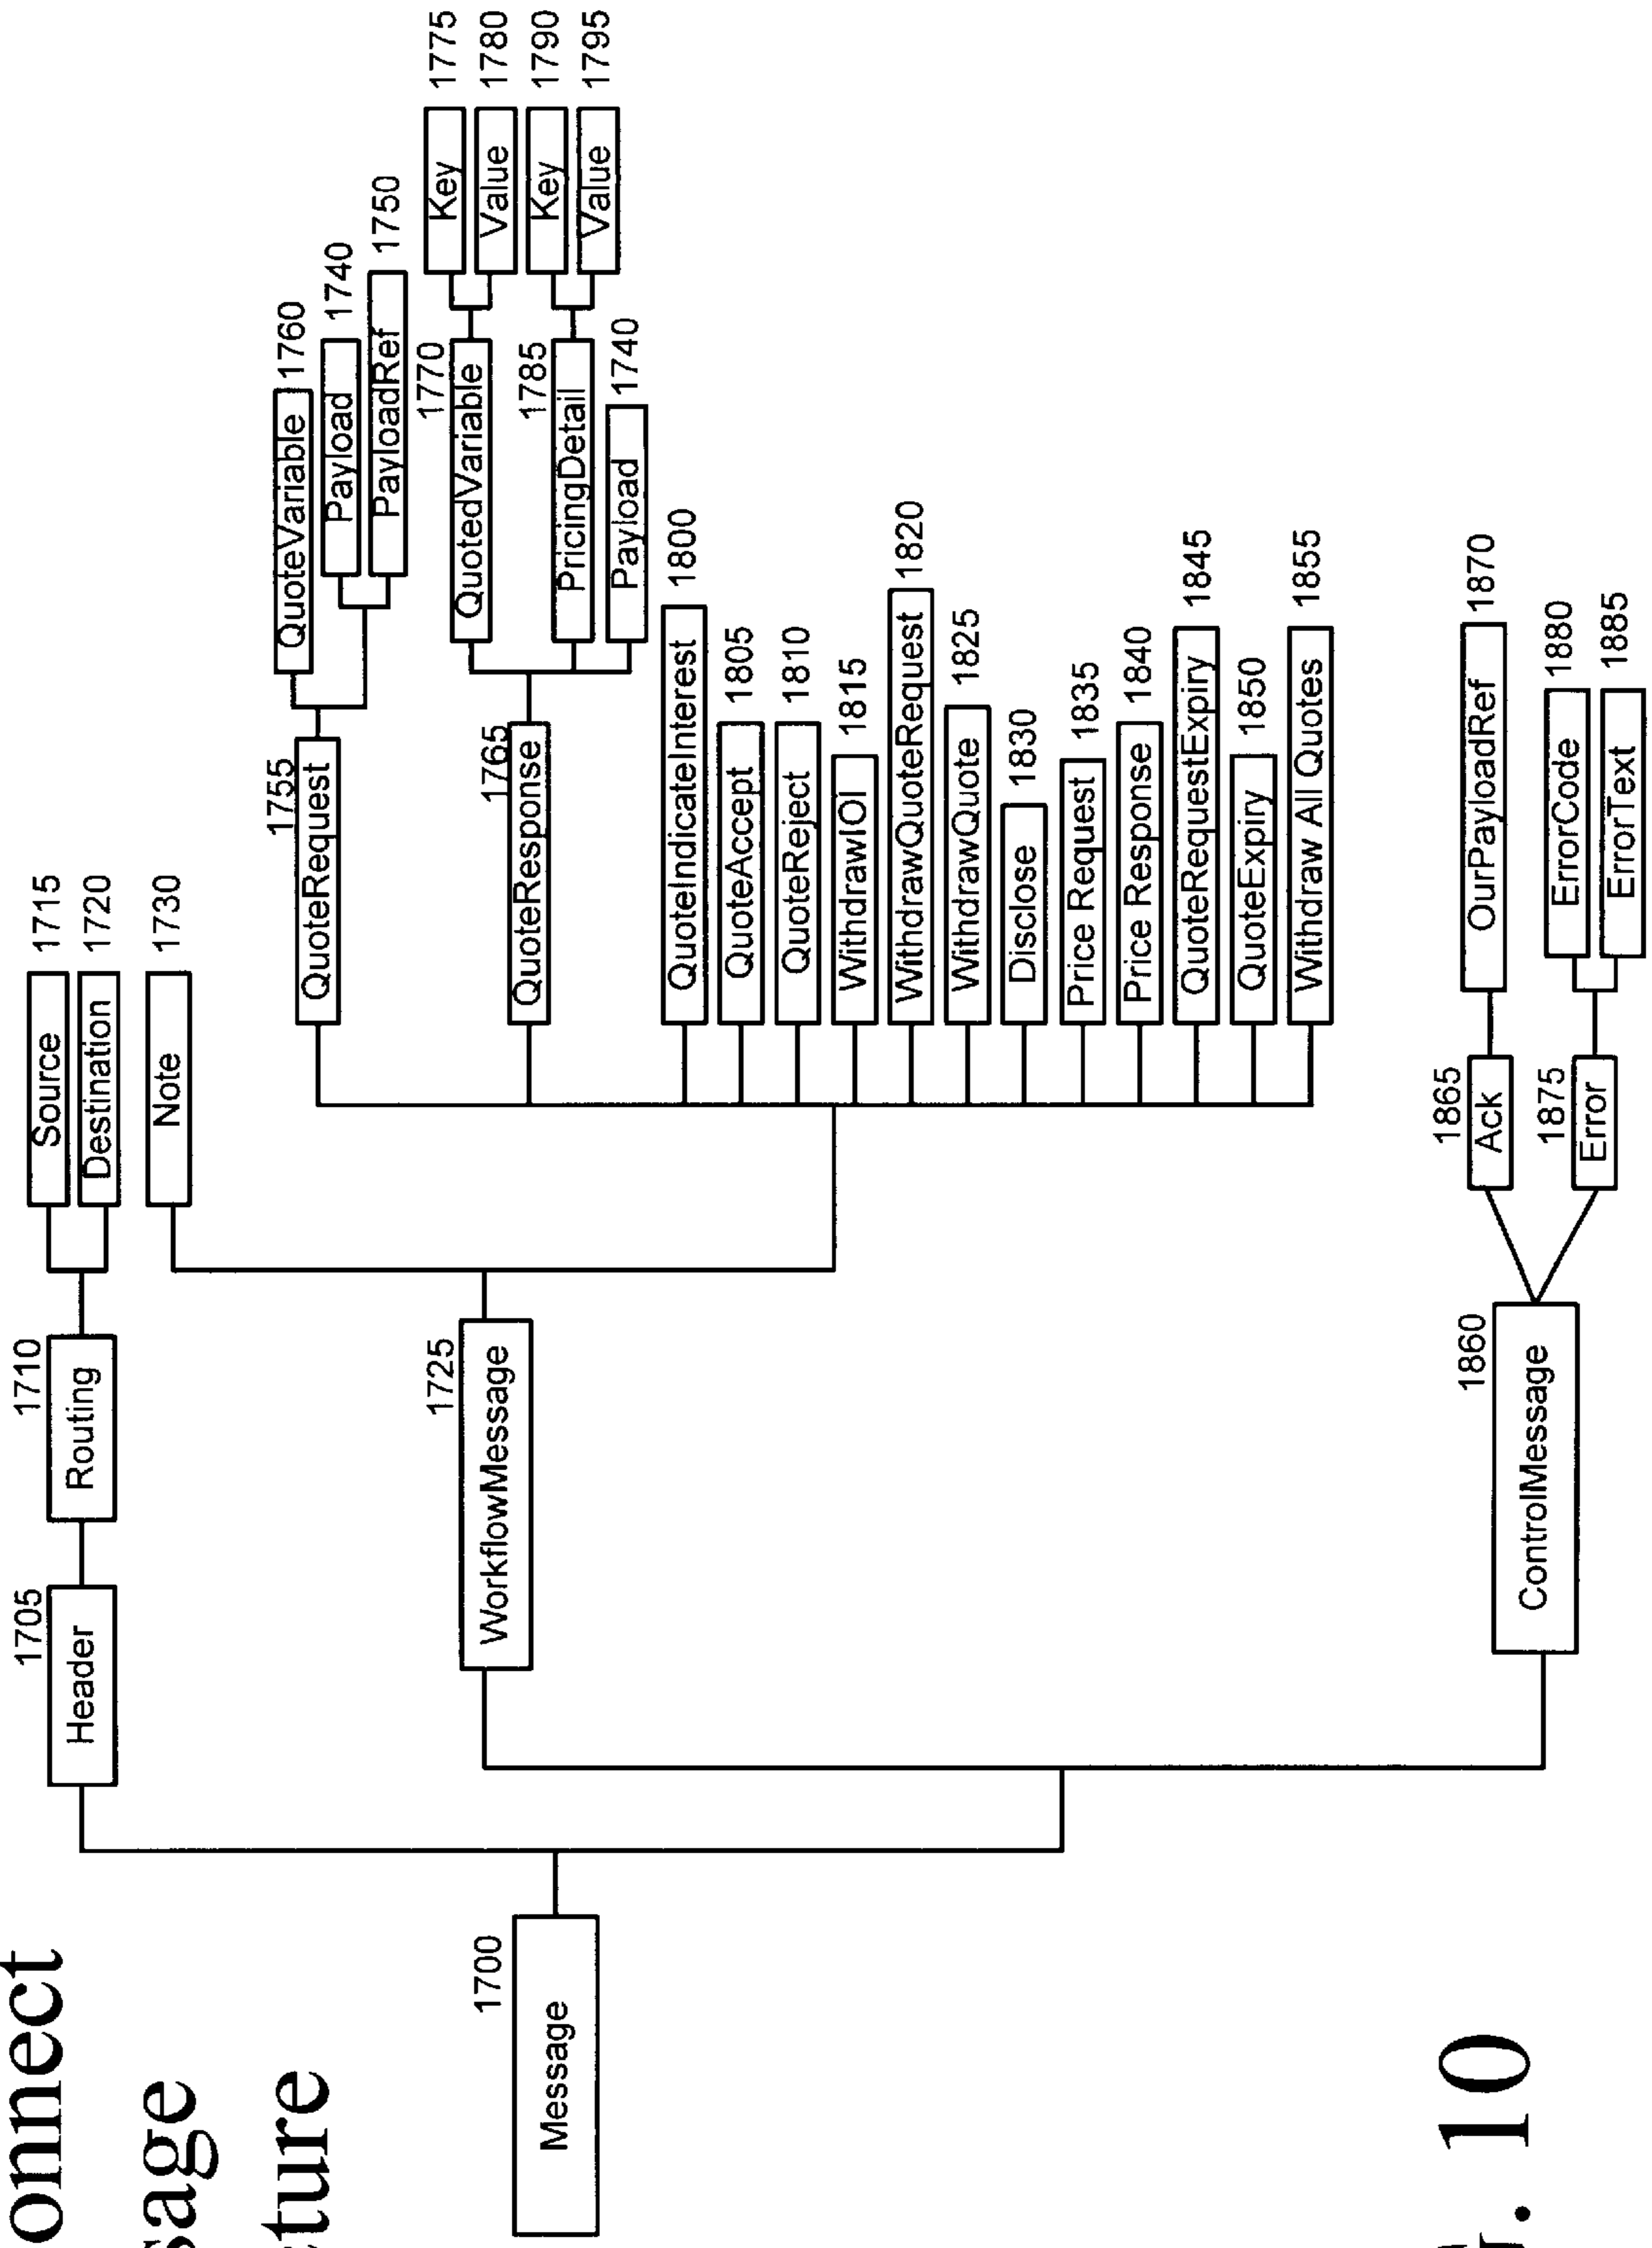 onnect
sage
cture
Message 1700
Header 1705
Routing 1710
Source 1715
Destination 1720
WorkflowMessage 1725
Note 1730
QuoteRequest 1755
QuoteVariable 1760
Payload 1740
PayloadRef 1750
QuoteResponse 1765
QuotedVariable 1770
Key 1775
Value 1780
PricingDetail 1785
Key 1790
Value 1795
Payload 1740
QuoteIndicateInterest 1800
QuoteAccept 1805
QuoteReject 1810
WithdrawIOI 1815
WithdrawQuoteRequest 1820
WithdrawQuote 1825
Disclose 1830
Price Request 1835
Price Response 1840
QuoteRequestExpiry 1845
QuoteExpiry 1850
Withdraw All Quotes 1855
ControlMessage 1860
Ack 1865
OurPayloadRef 1870
Error 1875
ErrorCode 1880
ErrorText 1885
. 10